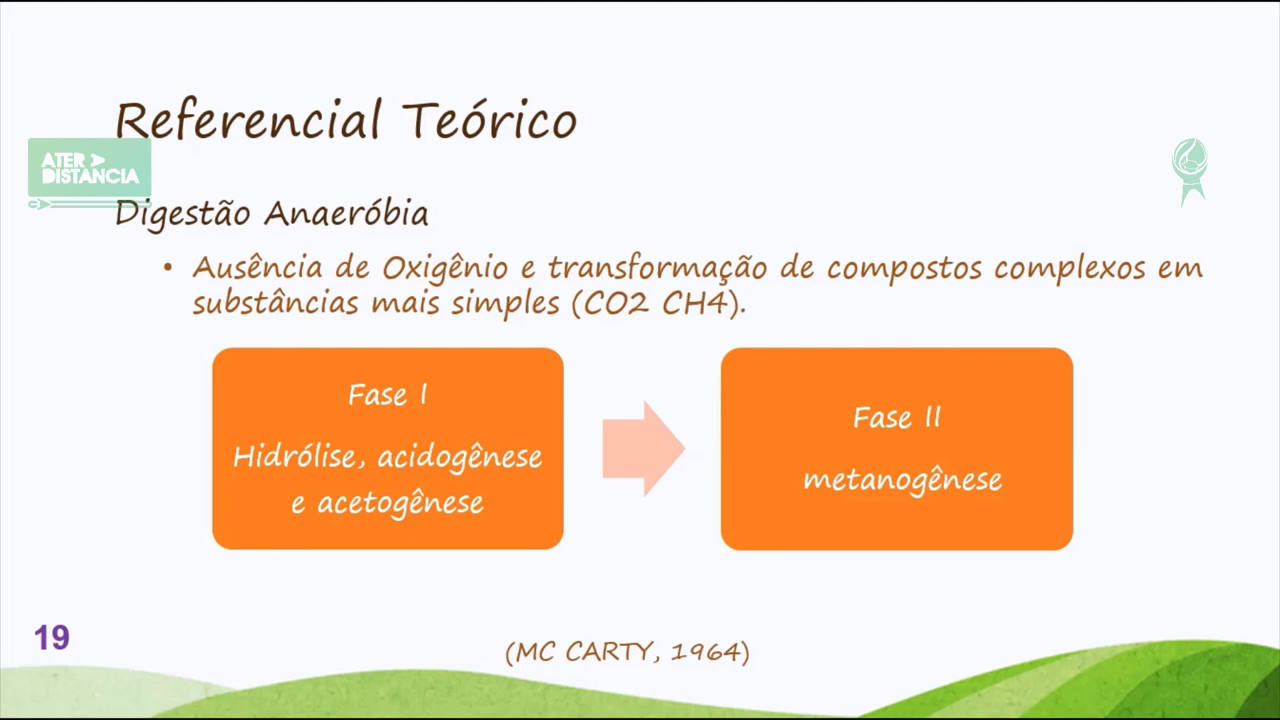 Referencial Teórico
ATER
DISTANCIA
Digestão Anaeróbia
• Ausência de Oxigênio e transformação de compostos complexos em
substâncias mais simples (CO2 CH4).
Fase I
Hidrólise, acidogênese
e acetogênese
Fase II
metanogênese
19
(MC CARTY, 1964)